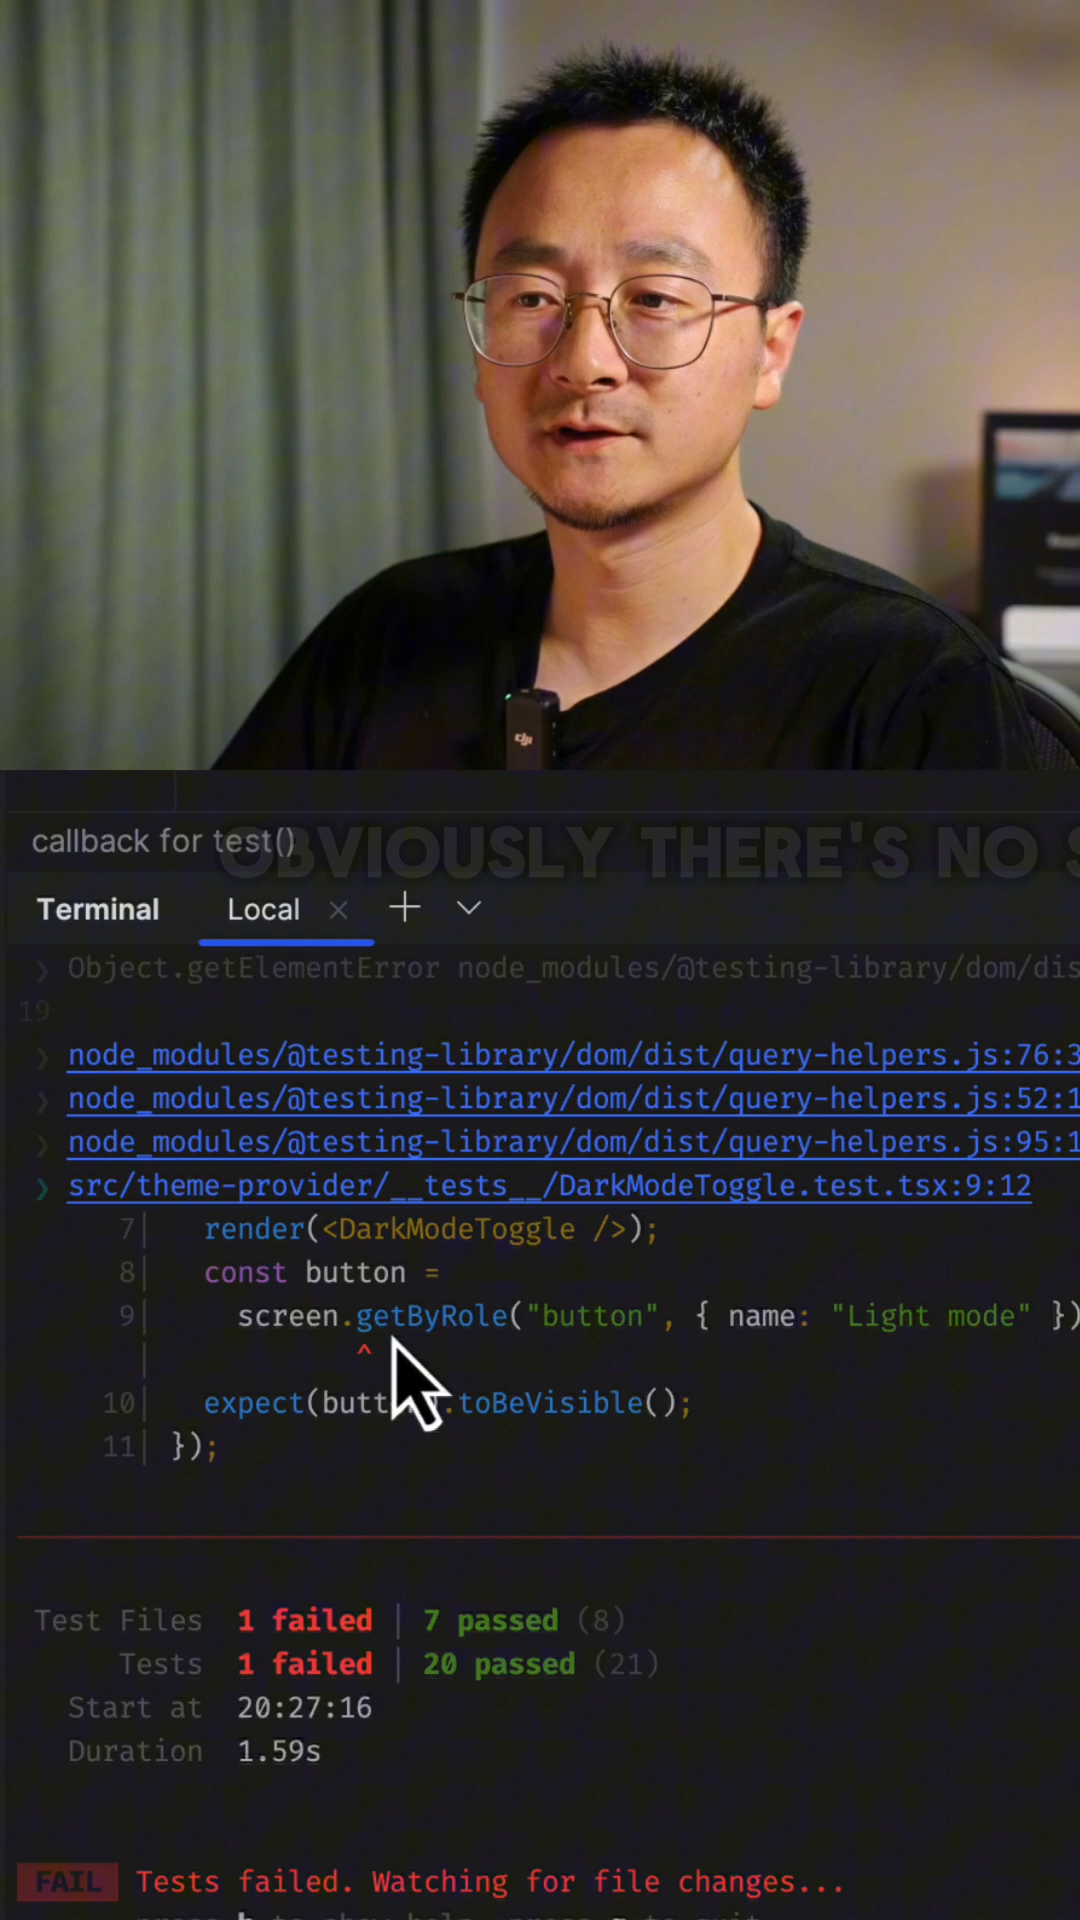 dji
callback for test()
OBVIOUSLY THERE'S NO
Terminal Local × + 
❯ Object.getElementError node_modules/@testing-library/dom/dis
19
❯ node_modules/@testing-library/dom/dist/query-helpers.js:76:3
❯ node_modules/@testing-library/dom/dist/query-helpers.js:52:1
❯ node_modules/@testing-library/dom/dist/query-helpers.js:95:1
❯ src/theme-provider/__tests__/DarkModeToggle.test.tsx:9:12
7| render(<DarkModeToggle />);
8| const button =
9| screen.getByRole("button", { name: "Light mode" })
| ^
10| expect(butt .toBeVisible();
11| });
Test Files 1 failed | 7 passed (8)
Tests 1 failed | 20 passed (21)
Start at 20:27:16
Duration 1.59s
FAIL Tests failed. Watching for file changes...